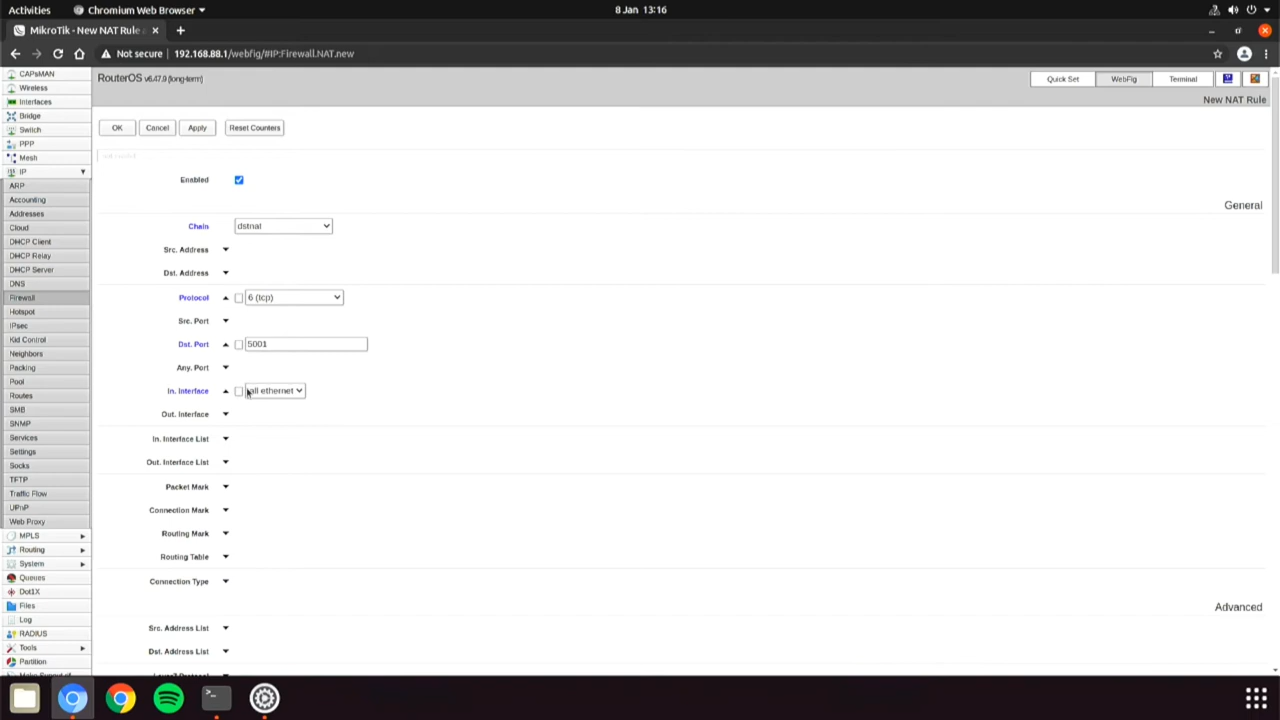 Activities
Chromium Web Browser
8 Jan 13:16
MikroTik - New NAT Rule
Not secure
192.168.88.1/webfig/#IP:Firewall.NAT.new
CAPsMAN
Wireless
Interfaces
Bridge
Switch
PPP
Mesh
IP
ARP
Accounting
Addresses
Cloud
DHCP Client
DHCP Relay
DHCP Server
DNS
Firewall
Hotspot
IPsec
Kid Control
Neighbors
Packing
Pool
Routes
SMB
SNMP
Services
Settings
Socks
TFTP
Traffic Flow
UPnP
Web Proxy
MPLS
Routing
System
Queues
Dot1X
Files
Log
RADIUS
Tools
Partition
RouterOS v6.47.9 (long-term)
Quick Set
WebFig
Terminal
New NAT Rule
OK
Cancel
Apply
Reset Counters
Enabled
General
Chain dstnat
Src. Address
Dst. Address
Protocol 6 (tcp)
Src. Port
Dst. Port 5001
Any. Port
In. Interface all ethernet
Out. Interface
In. Interface List
Out. Interface List
Packet Mark
Connection Mark
Routing Mark
Routing Table
Connection Type
Advanced
Src. Address List
Dst. Address List